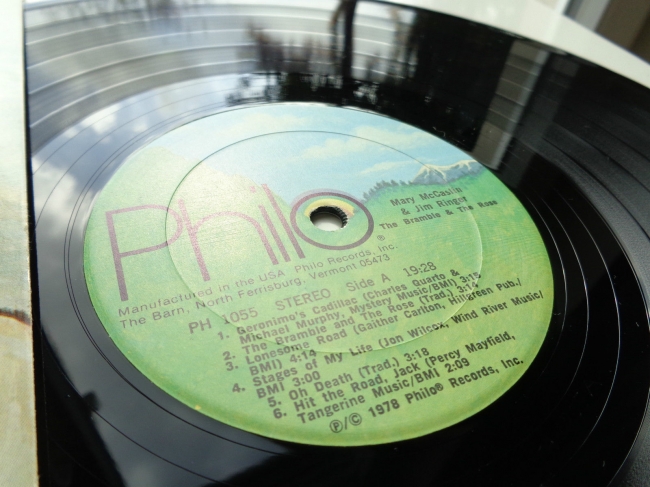 Philo®
Mary McCaslin
& Jim Ringer
The Bramble & The Rose
Manufactured in the USA Philo Records, Inc.
The Barn, North Ferrisburg, Vermont 05473
PH 1055 STEREO Side A 19:28
1. Geronimo's Cadillac (Charles Quarto &
Michael Murphy, Mystery Music/BMI) 3:15
2. The Bramble and The Rose (Trad.) 3:14
3. Lonesome Road (Gaither Carlton, Hillgreen Pub./
BMI) 4:14
4. Stages of My Life (Jon Wilcox, Wind River Music/
BMI 3:00
5. Oh Death (Trad.) 3:18
6. Hit the Road, Jack (Percy Mayfield,
Tangerine Music/BMI 2:09
℗/© 1978 Philo® Records, Inc.